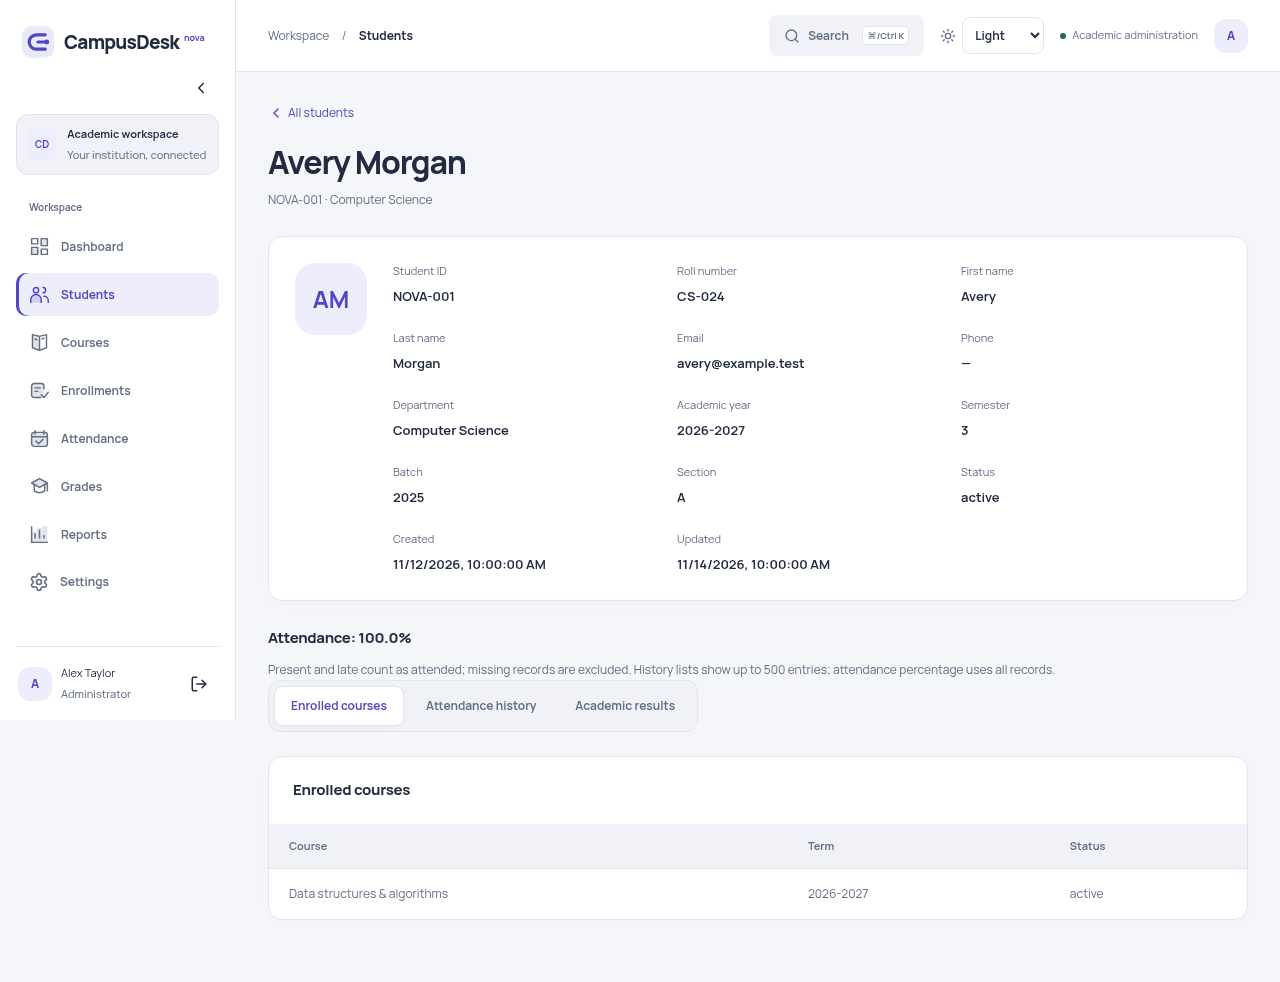 CampusDesk nova
Workspace / Students
Search ⌘/Ctrl K
Light
Academic administration
A
CD
Academic workspace
Your institution, connected
Workspace
Dashboard
Students
Courses
Enrollments
Attendance
Grades
Reports
Settings
A
Alex Taylor
Administrator
All students
Avery Morgan
NOVA-001 · Computer Science
AM
Student ID Roll number First name
NOVA-001 CS-024 Avery
Last name Email Phone
Morgan avery@example.test —
Department Academic year Semester
Computer Science 2026-2027 3
Batch Section Status
2025 A active
Created Updated
11/12/2026, 10:00:00 AM 11/14/2026, 10:00:00 AM
Attendance: 100.0%
Present and late count as attended; missing records are excluded. History lists show up to 500 entries; attendance percentage uses all records.
Enrolled courses Attendance history Academic results
Enrolled courses
Course Term Status
Data structures & algorithms 2026-2027 active